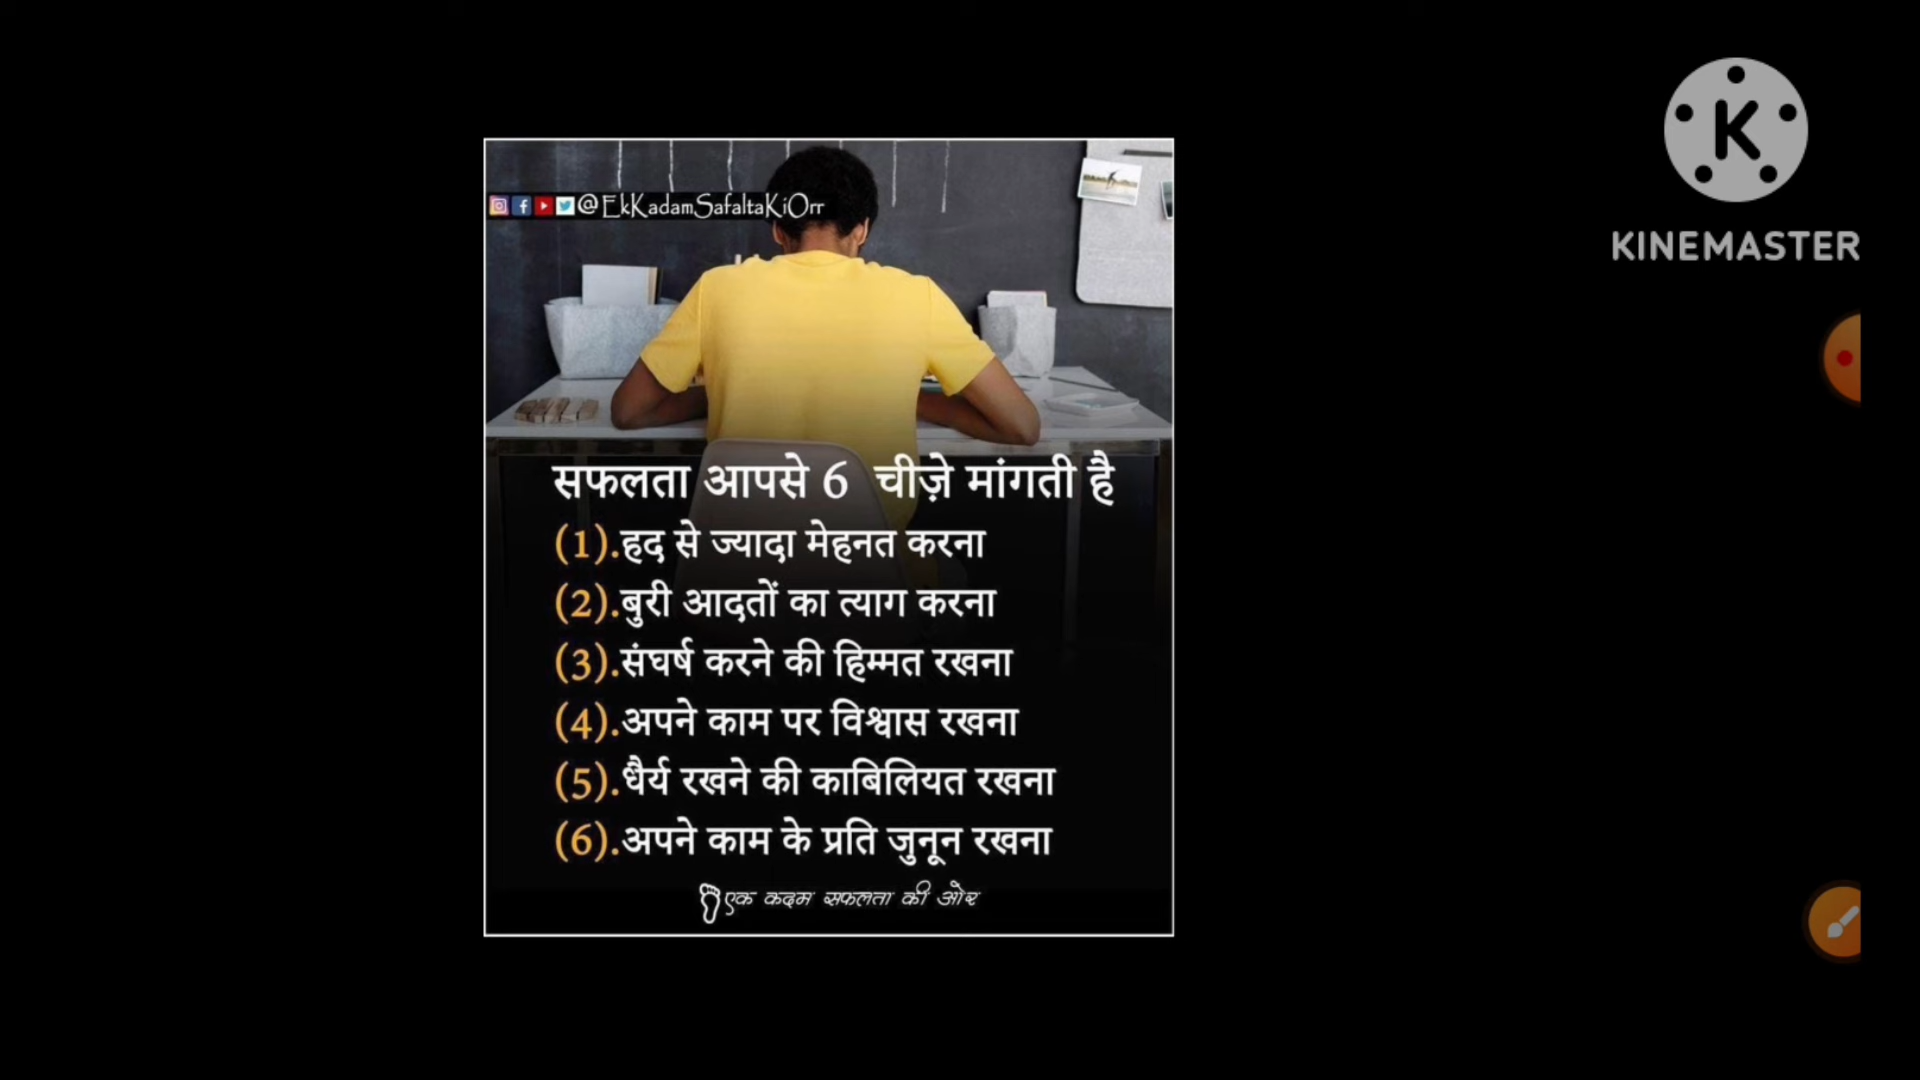 @EkKadamSafaltaKiOrr
K
KINEMASTER
सफलता आपसे 6 चीज़े मांगती है
(1).हद से ज्यादा मेहनत करना
(2).बुरी आदतों का त्याग करना
(3).संघर्ष करने की हिम्मत रखना
(4).अपने काम पर विश्वास रखना
(5).धैर्य रखने की काबिलियत रखना
(6).अपने काम के प्रति जुनून रखना
एक कदम सफलता की ओर